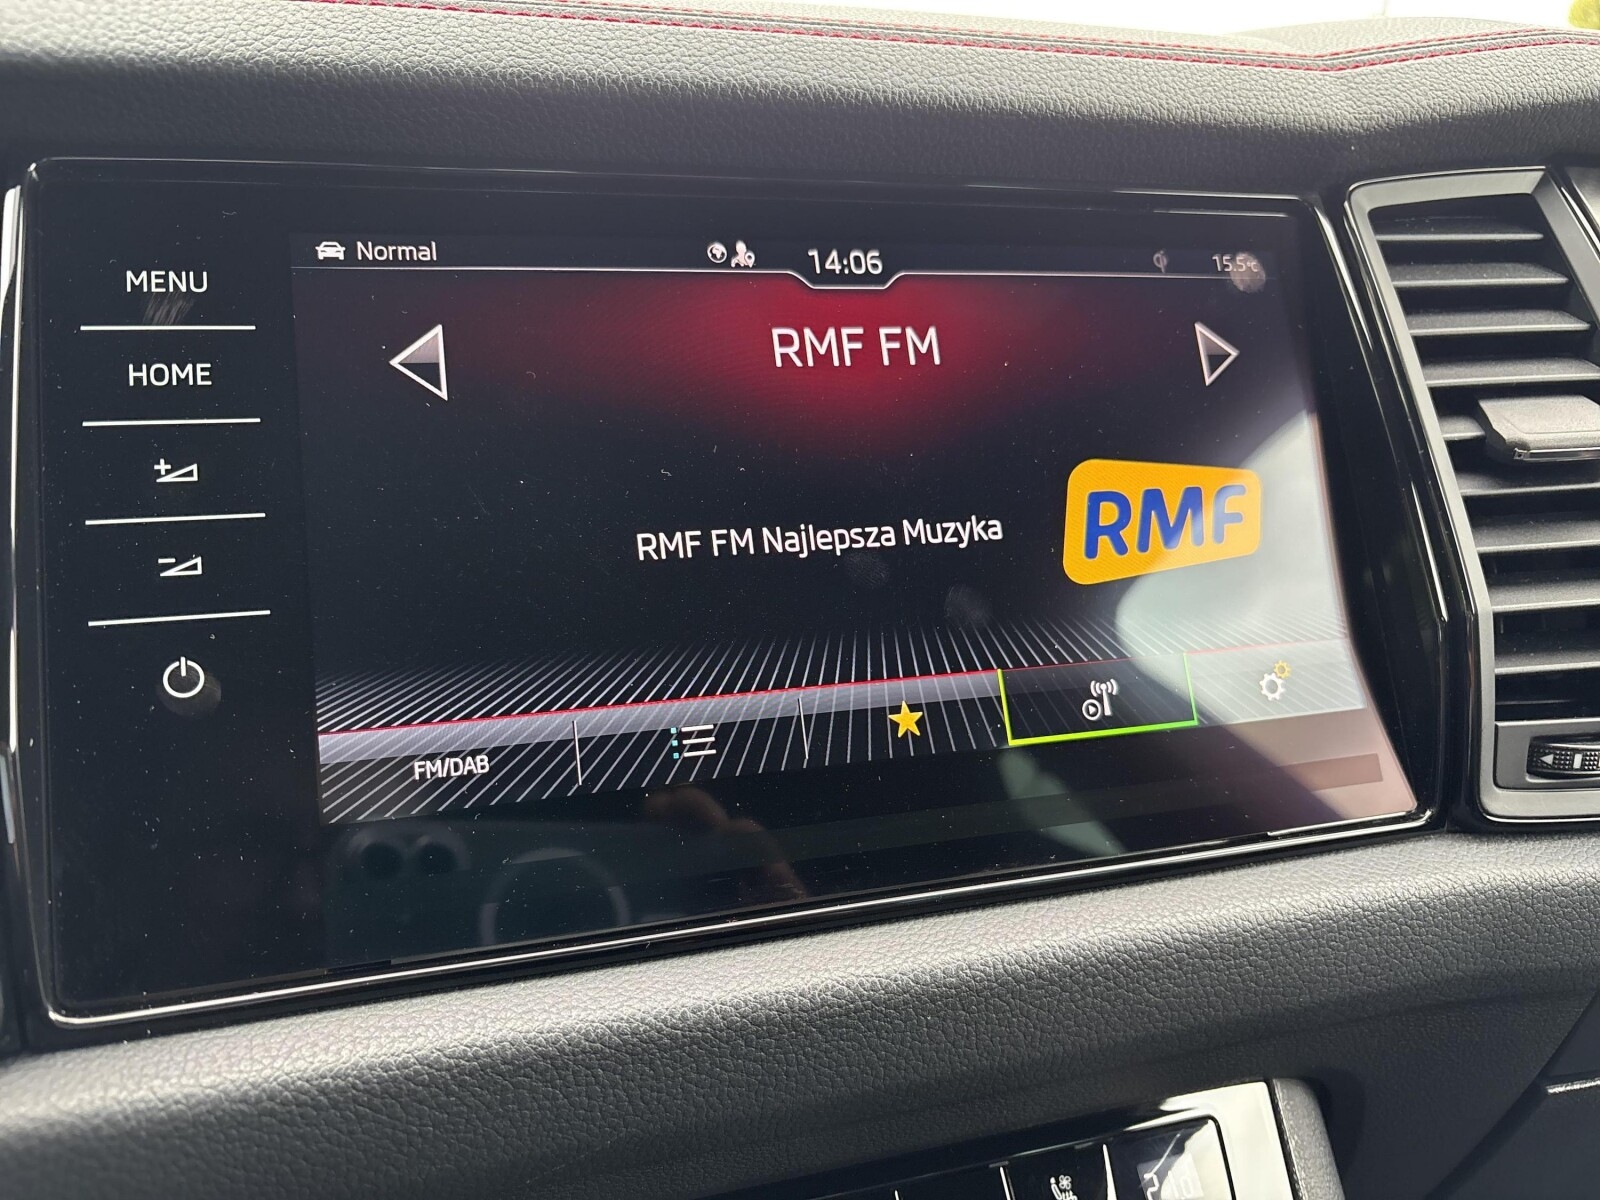 MENU
HOME
Normal
14:06
15.5°C
RMF FM
RMF FM Najlepsza Muzyka
RMF
FM/DAB